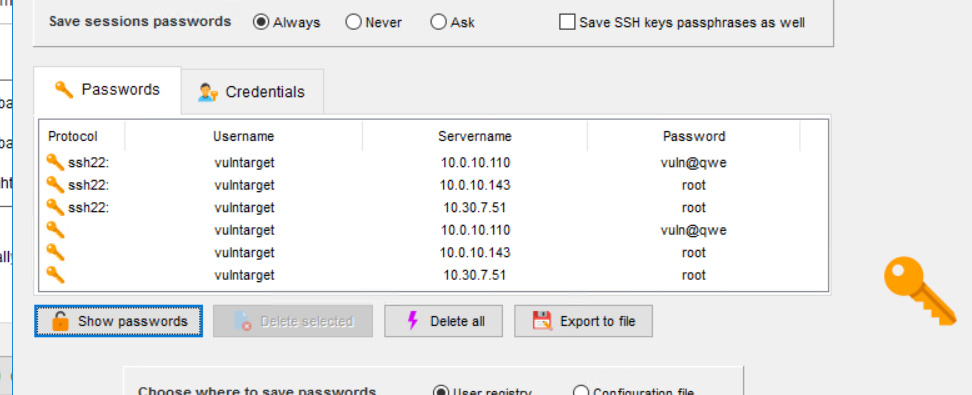 Save sessions passwords Always Never Ask Save SSH keys passphrases as well
Passwords Credentials
Protocol Username Servername Password
ssh22: vulntarget 10.0.10.110 vuln@qwe
ssh22: vulntarget 10.0.10.143 root
ssh22: vulntarget 10.30.7.51 root
vulntarget 10.0.10.110 vuln@qwe
vulntarget 10.0.10.143 root
vulntarget 10.30.7.51 root
Show passwords Delete selected Delete all Export to file
Choose where to save passwords User registry Configuration file